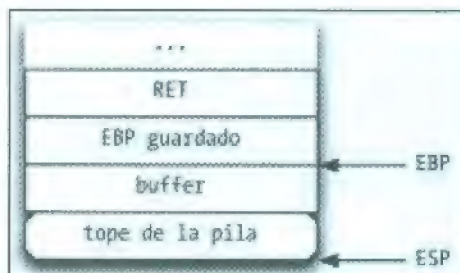 ...
RET
EBP guardado
EBP
buffer
tope de la pila
ESP